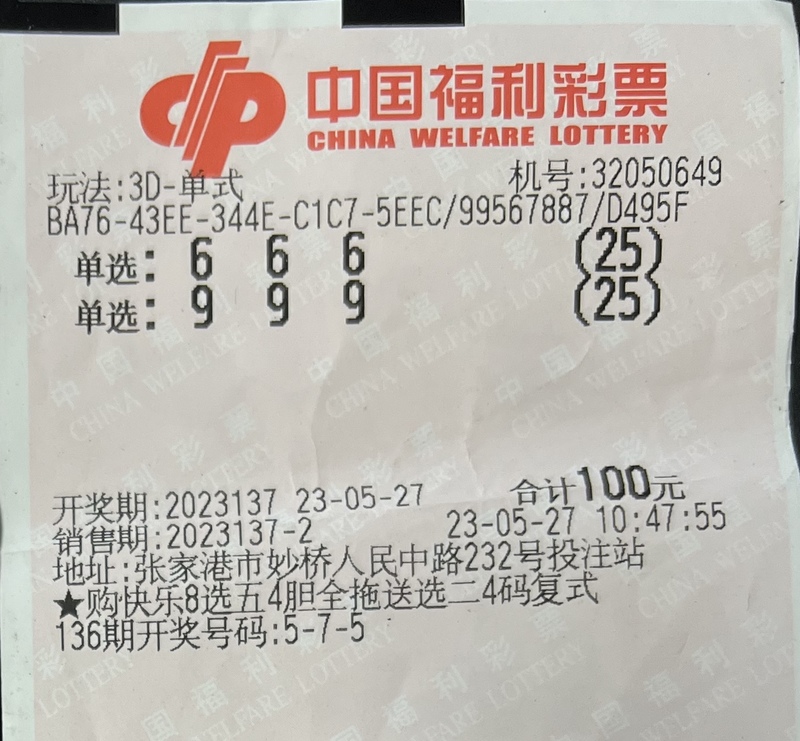 中国福利彩票
CHINA WELFARE LOTTERY
玩法:3D-单式 机号:32050649
BA76-43EE-344E-C1C7-5EEC/99567887/D495F
单选: 6 6 6 (25)
单选: 9 9 9 (25)
开奖期:2023137 23-05-27 合计100元
销售期:2023137-2 23-05-27 10:47:55
地址:张家港市妙桥人民中路232号投注站
★购快乐8选五4胆全拖送选二4码复式
136期开奖号码:5-7-5